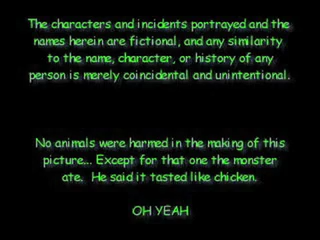 The characters and incidents portrayed and the
names herein are fictional, and any similarity
to the name, character, or history of any
person is merely coincidental and unintentional.
No animals were harmed in the making of this
picture... Except for that one the monster
ate. He said it tasted like chicken.
OH YEAH